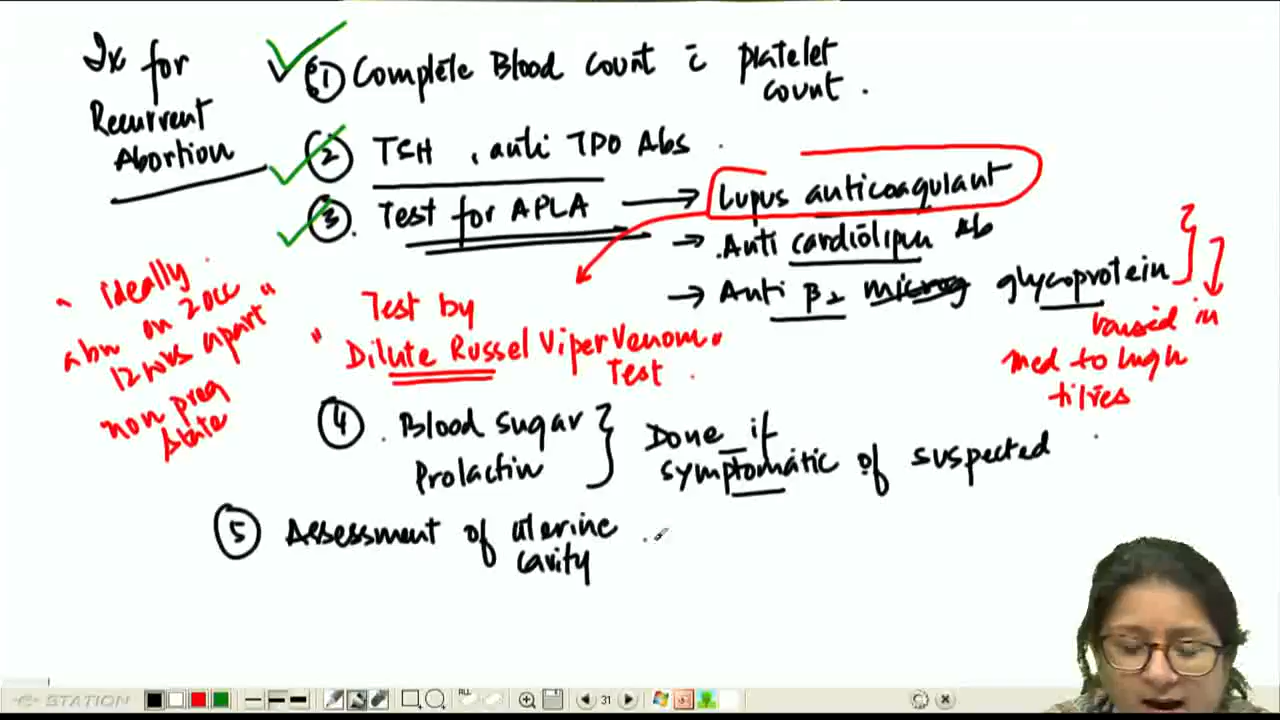 Ix for
Recurrent
Abortion
① Complete Blood count c̄ platelet
count.
② TSH, anti TPO Abs.
③. Test for APLA → Lupus anticoagulant
→ Anti cardiolipin Ab
→ Anti β2 glycoprotein
raised in
med to high
titres
"ideally
on 2 occ
abn
12 wks apart"
non preg
state
Test by
"Dilute Russel Viper Venom"
Test.
④. Blood sugar
Prolactin
Done if
symptomatic of suspected
⑤ Assessment of uterine
cavity
e-STATION
31